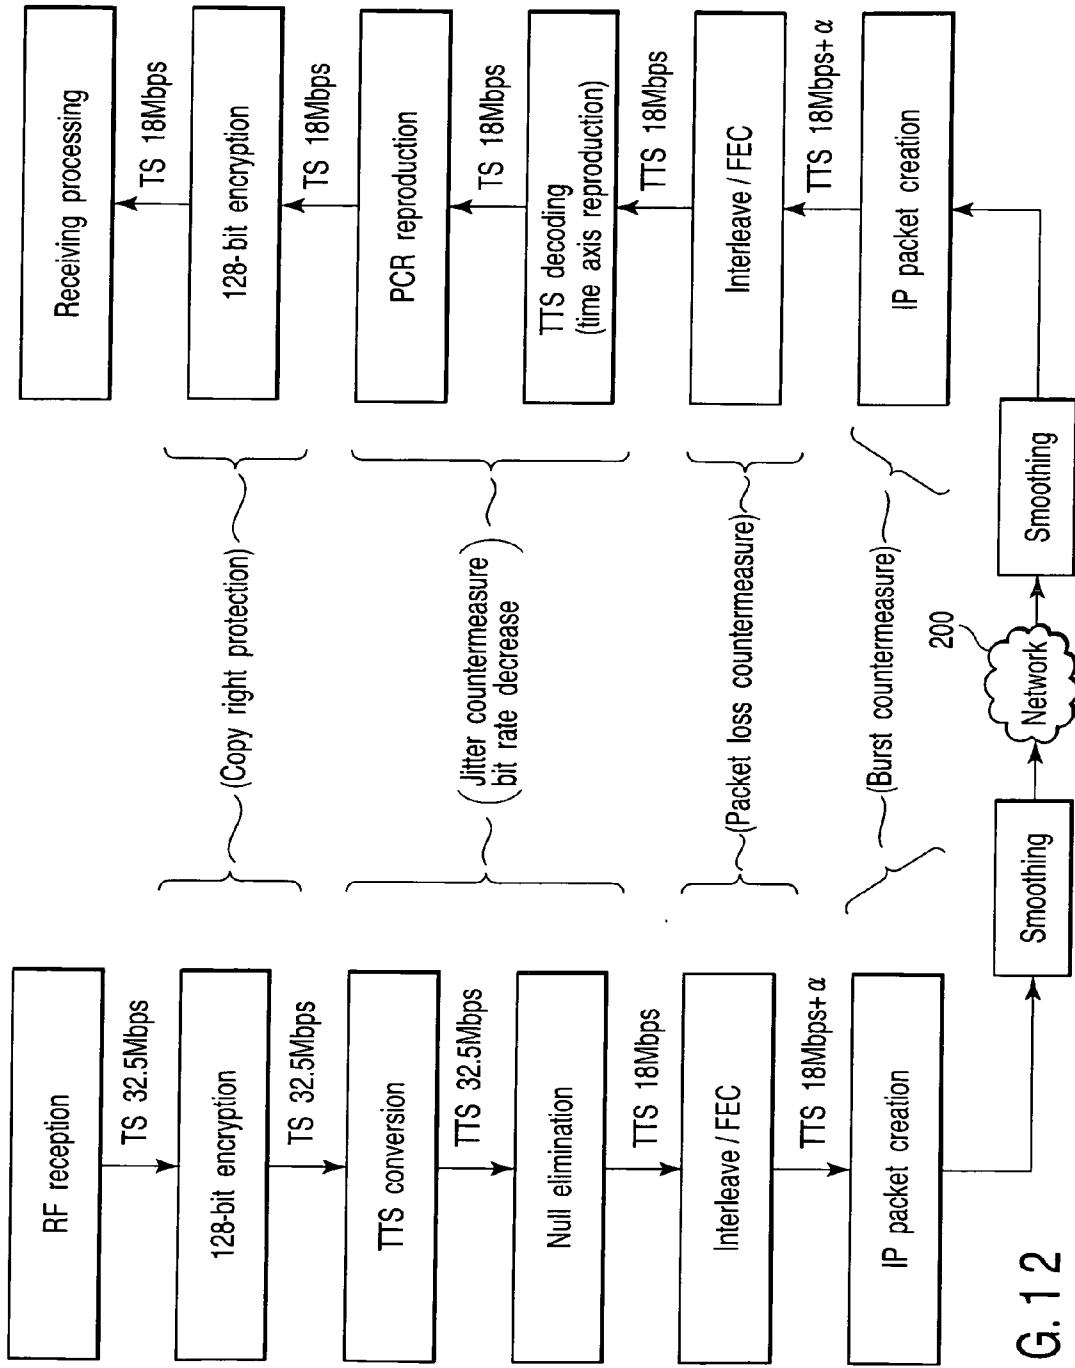 RF reception
TS 32.5Mbps
128-bit encryption
TS 32.5Mbps
TTS conversion
TTS 32.5Mbps
Null elimination
TTS 18Mbps
Interleave / FEC
TTS 18Mbps+ α
IP packet creation
Smoothing
Network
200
Smoothing
(Copy right protection)
(Jitter countermeasure
bit rate decrease)
(Packet loss countermeasure)
(Burst countermeasure)
Receiving processing
TS 18Mbps
128-bit encryption
TS 18Mbps
PCR reproduction
TS 18Mbps
TTS decoding
(time axis reproduction)
TTS 18Mbps
Interleave / FEC
TTS 18Mbps+ α
IP packet creation
G. 12